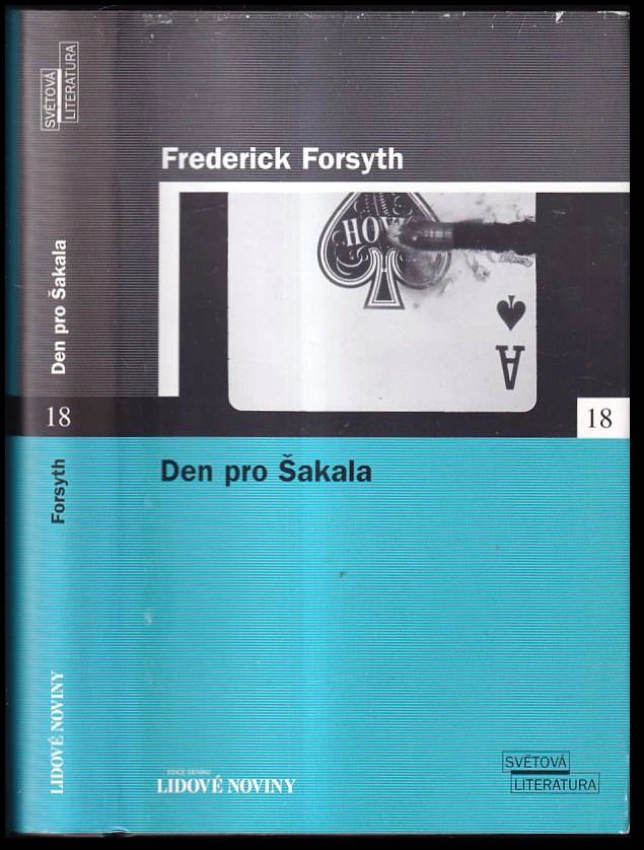 SVĚTOVÁ
LITERATURA
Den pro Šakala
18
Forsyth
LIDOVÉ NOVINY
Frederick Forsyth
HOY
A
18
Den pro Šakala
EDICE DENÍKU
LIDOVÉ NOVINY
SVĚTOVÁ
LITERATURA